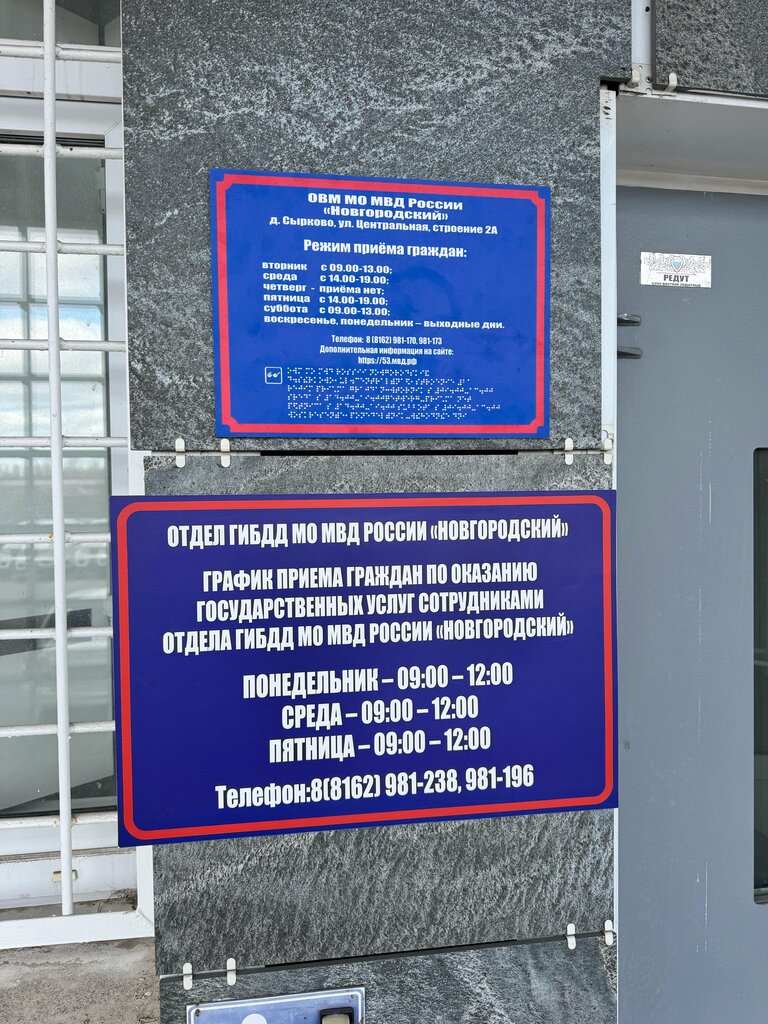 ОВМ МО МВД России
«Новгородский»
д. Сырково, ул. Центральная, строение 2А
Режим приёма граждан:
вторник с 09.00-13.00;
среда с 14.00-19.00;
четверг - приёма нет;
пятница с 14.00-19.00;
суббота с 09.00-13.00;
воскресенье, понедельник – выходные дни.
Телефон: 8 (8162) 981-170, 981-173
Дополнительная информация на сайте:
https://53.мвд.рф
РЕДУТ
ОТДЕЛ ГИБДД МО МВД РОССИИ «НОВГОРОДСКИЙ»
ГРАФИК ПРИЕМА ГРАЖДАН ПО ОКАЗАНИЮ
ГОСУДАРСТВЕННЫХ УСЛУГ СОТРУДНИКАМИ
ОТДЕЛА ГИБДД МО МВД РОССИИ «НОВГОРОДСКИЙ»
ПОНЕДЕЛЬНИК – 09:00 – 12:00
СРЕДА – 09:00 – 12:00
ПЯТНИЦА – 09:00 – 12:00
Телефон:8(8162) 981-238, 981-196